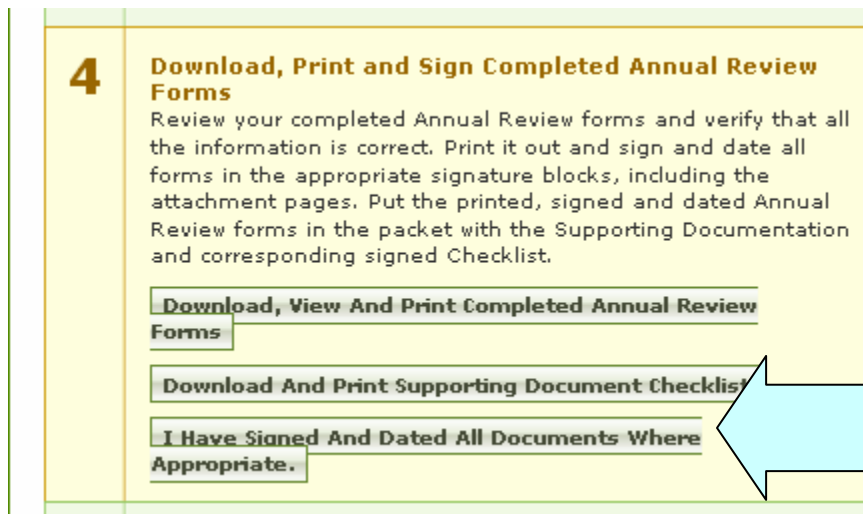 4
Download, Print and Sign Completed Annual Review
Forms
Review your completed Annual Review forms and verify that all
the information is correct. Print it out and sign and date all
forms in the appropriate signature blocks, including the
attachment pages. Put the printed, signed and dated Annual
Review forms in the packet with the Supporting Documentation
and corresponding signed Checklist.
Download, View And Print Completed Annual Review
Forms
Download And Print Supporting Document Checklist
I Have Signed And Dated All Documents Where
Appropriate.